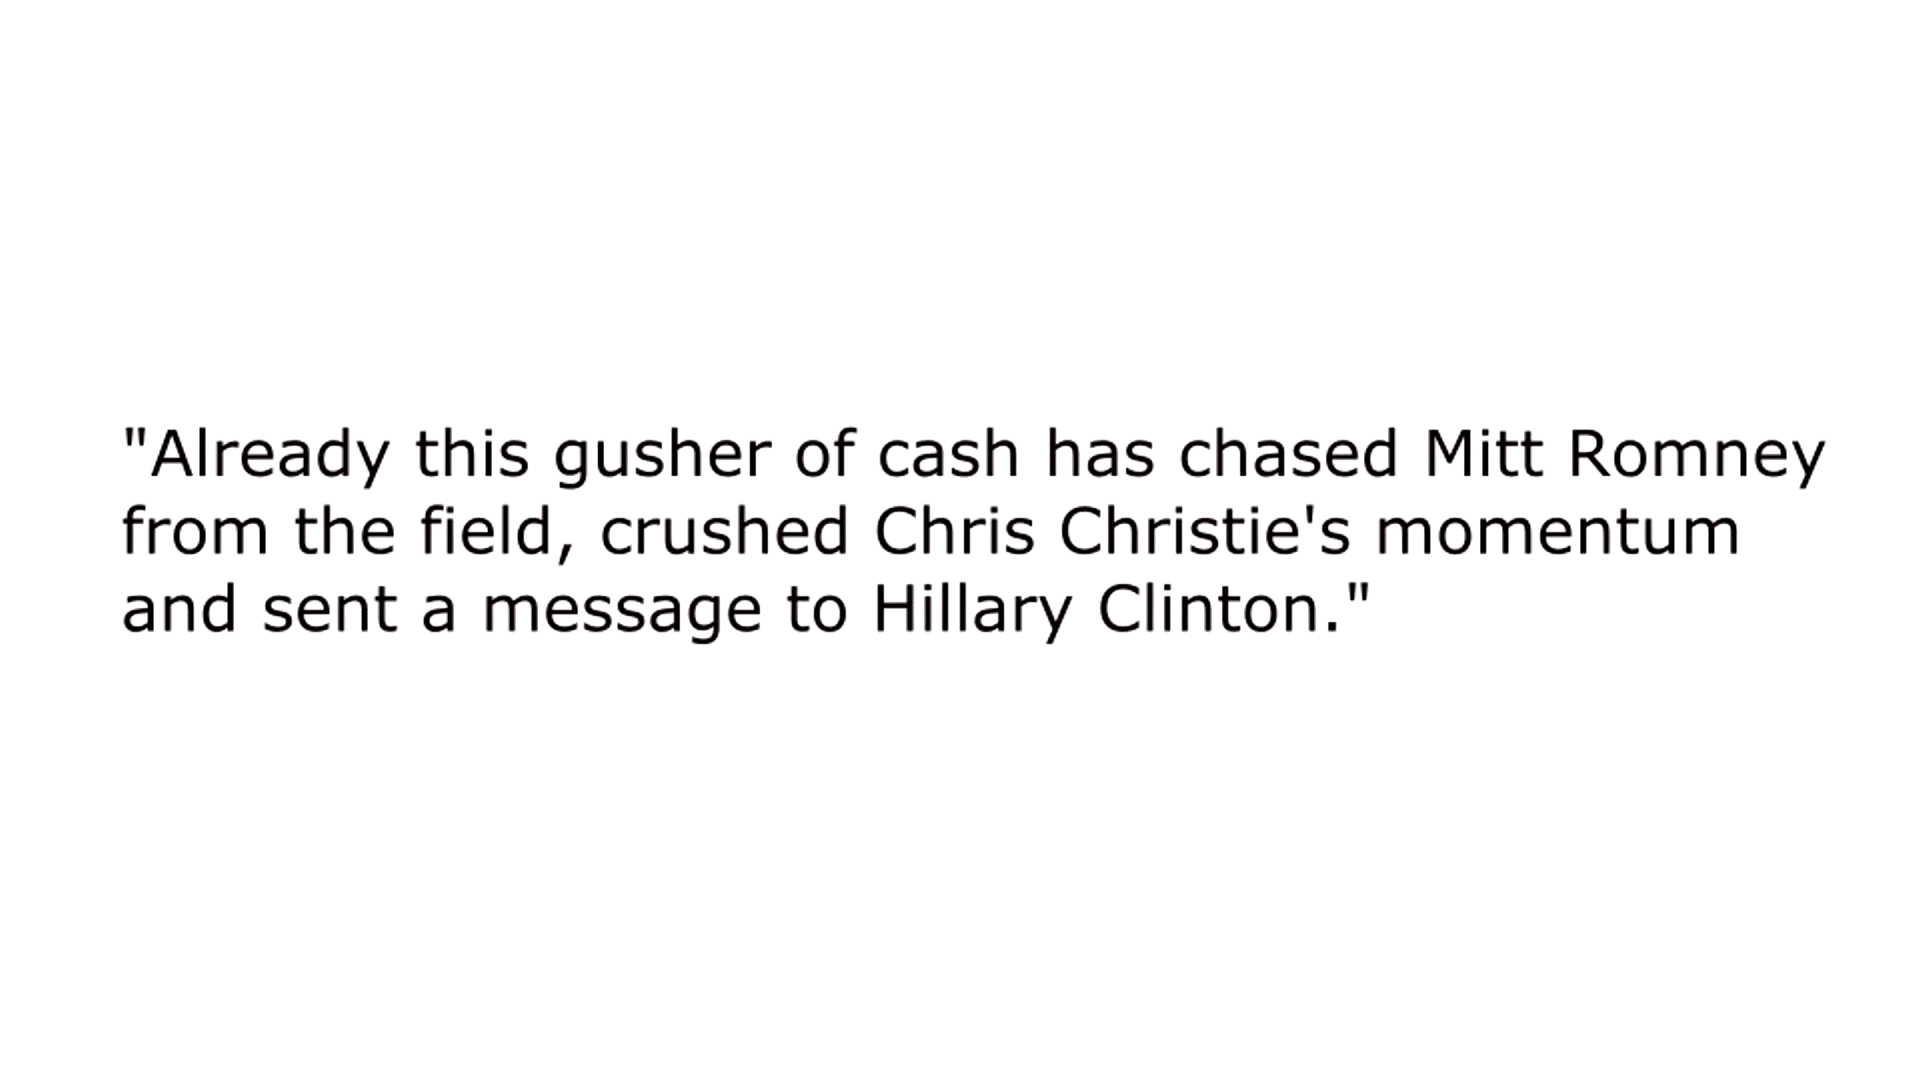 "Already this gusher of cash has chased Mitt Romney
from the field, crushed Chris Christie's momentum
and sent a message to Hillary Clinton."